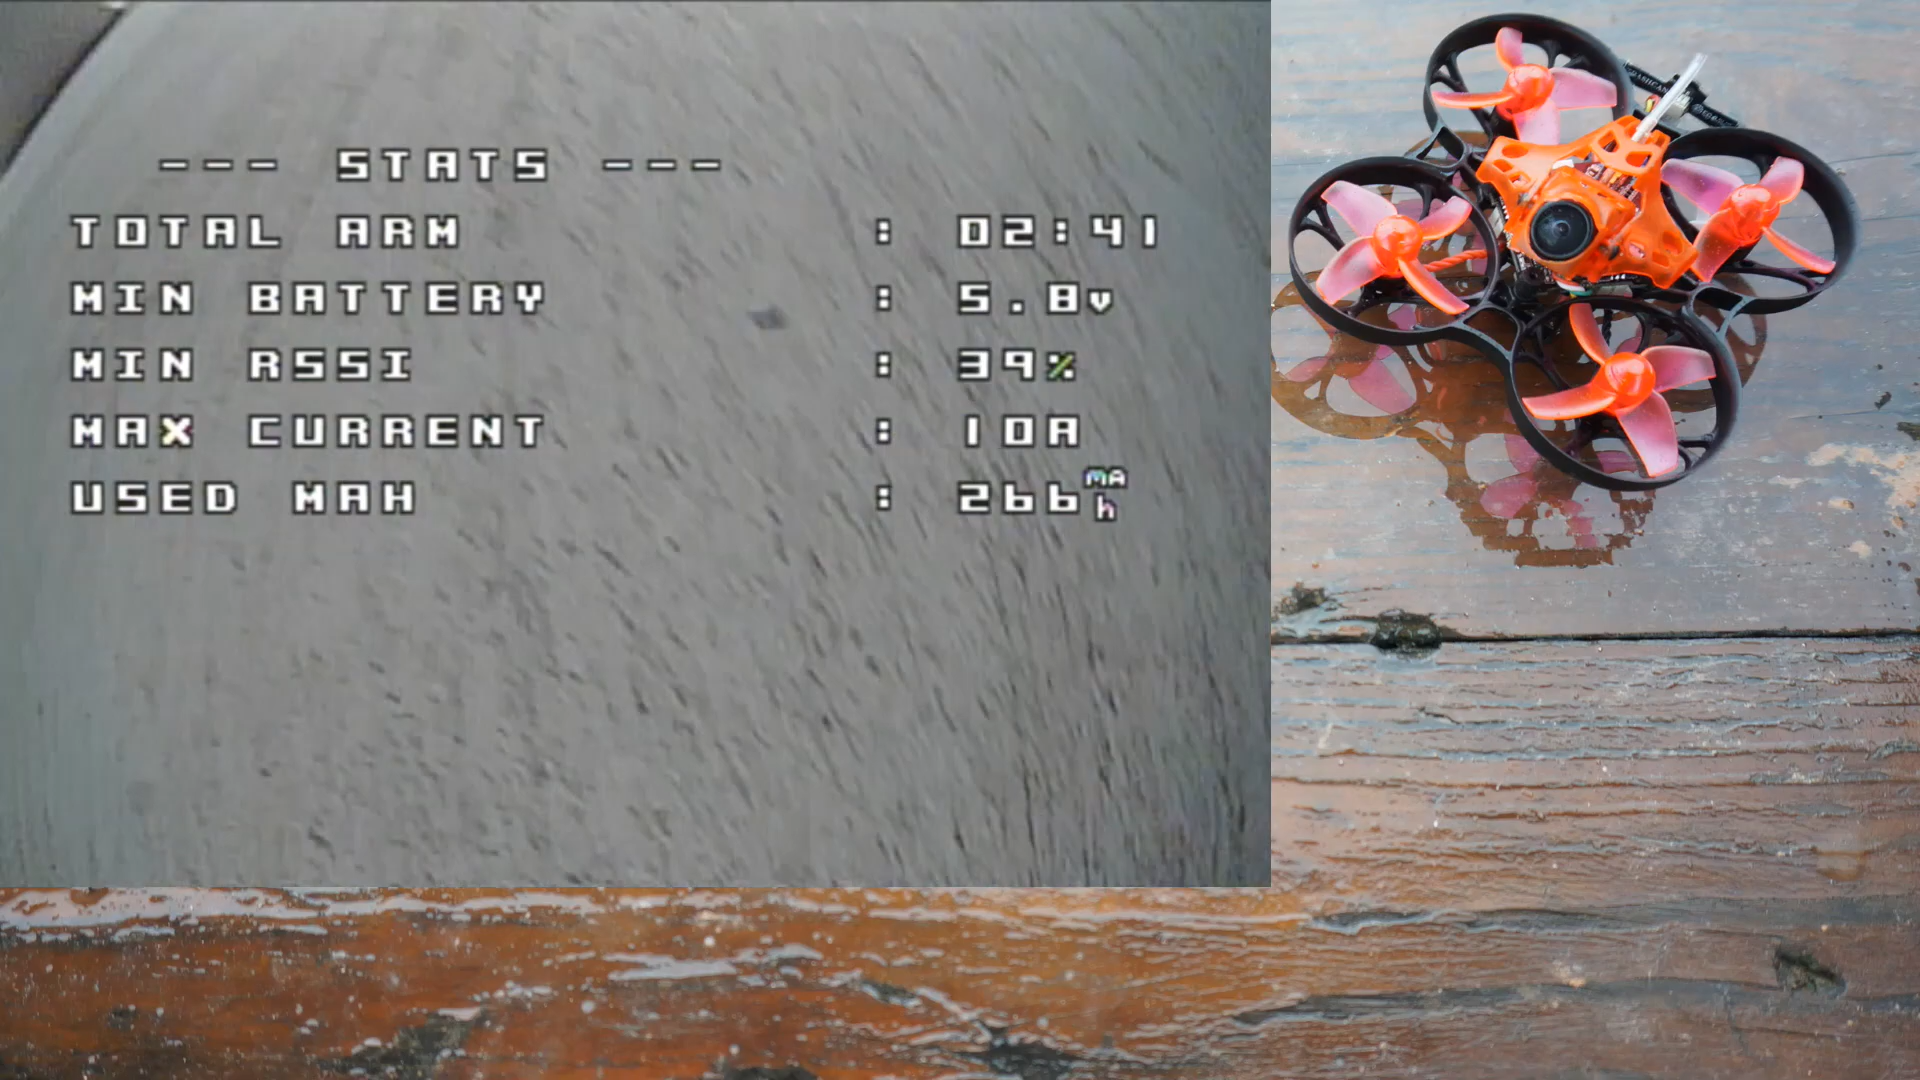 --- STATS ---
TOTAL ARM : 02:41
MIN BATTERY : 5.8v
MIN RSSI : 39%
MAX CURRENT : 10A
USED MAH : 266mAh